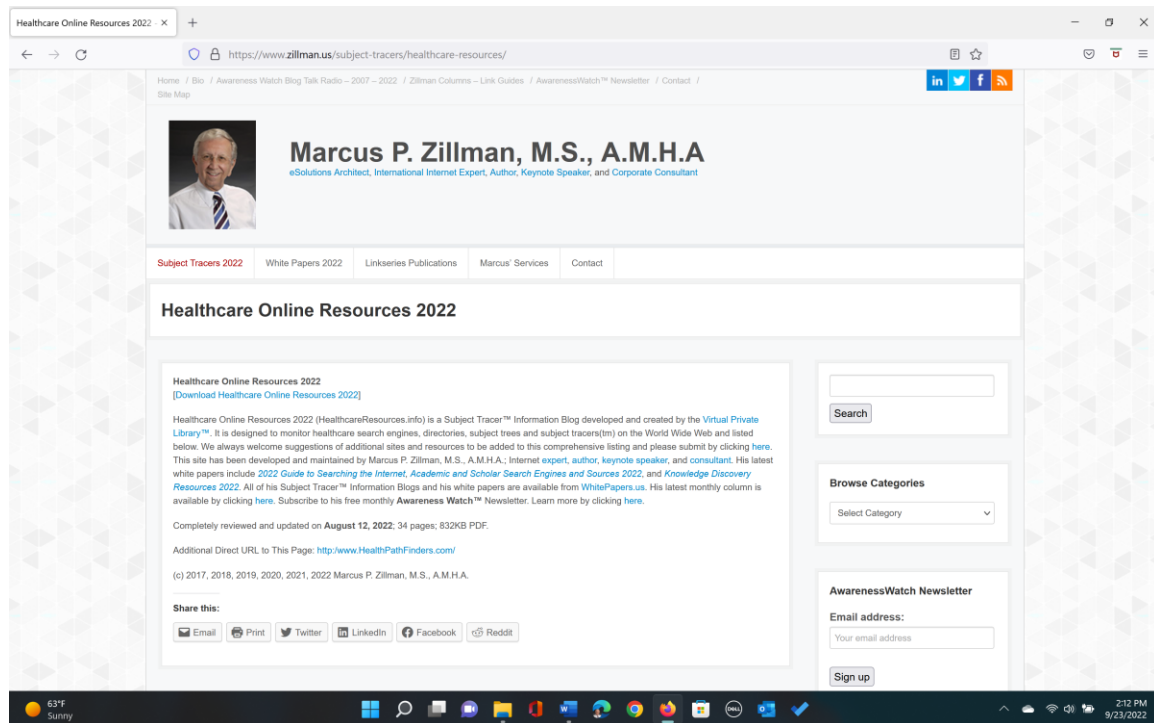 Healthcare Online Resources 2022 -
https://www.zillman.us/subject-tracers/healthcare-resources/
Home / Bio / Awareness Watch Blog Talk Radio – 2007 – 2022 / Zillman Columns – Link Guides / AwarenessWatch™ Newsletter / Contact /
Site Map
in f
Marcus P. Zillman, M.S., A.M.H.A
eSolutions Architect, International Internet Expert, Author, Keynote Speaker, and Corporate Consultant
Subject Tracers 2022 White Papers 2022 Linkseries Publications Marcus' Services Contact
Healthcare Online Resources 2022
Healthcare Online Resources 2022
[Download Healthcare Online Resources 2022]
Healthcare Online Resources 2022 (HealthcareResources.info) is a Subject Tracer™ Information Blog developed and created by the Virtual Private
Library™. It is designed to monitor healthcare search engines, directories, subject trees and subject tracers(tm) on the World Wide Web and listed
below. We always welcome suggestions of additional sites and resources to be added to this comprehensive listing and please submit by clicking here.
This site has been developed and maintained by Marcus P. Zillman, M.S., A.M.H.A.; Internet expert, author, keynote speaker, and consultant. His latest
white papers include 2022 Guide to Searching the Internet, Academic and Scholar Search Engines and Sources 2022, and Knowledge Discovery
Resources 2022. All of his Subject Tracer™ Information Blogs and his white papers are available from WhitePapers.us. His latest monthly column is
available by clicking here. Subscribe to his free monthly Awareness Watch™ Newsletter. Learn more by clicking here.
Completely reviewed and updated on August 12, 2022; 34 pages; 832KB PDF.
Additional Direct URL to This Page: http:/www.HealthPathFinders.com/
(c) 2017, 2018, 2019, 2020, 2021, 2022 Marcus P. Zillman, M.S., A.M.H.A.
Share this:
Email Print Twitter LinkedIn Facebook Reddit
Search
Browse Categories
Select Category
AwarenessWatch Newsletter
Email address:
Your email address
Sign up
63°F
Sunny
DELL
2:12 PM
9/23/2022